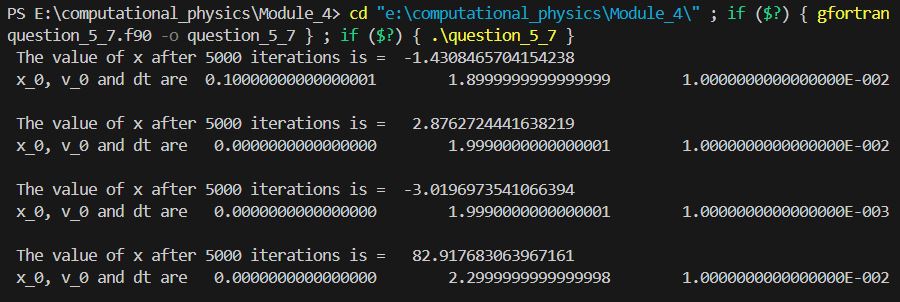 PS E:\computational_physics\Module_4> cd "e:\computational_physics\Module_4\" ; if ($?) { gfortran
question_5_7.f90 -o question_5_7 } ; if ($?) { .\question_5_7 }
The value of x after 5000 iterations is =  -1.4308465704154238
x_0, v_0 and dt are  0.10000000000000001        1.8999999999999999        1.0000000000000000E-002
The value of x after 5000 iterations is =   2.8762724441638219
x_0, v_0 and dt are   0.0000000000000000        1.9990000000000001        1.0000000000000000E-002
The value of x after 5000 iterations is =  -3.0196973541066394
x_0, v_0 and dt are   0.0000000000000000        1.9990000000000001        1.0000000000000000E-003
The value of x after 5000 iterations is =   82.917683063967161
x_0, v_0 and dt are   0.0000000000000000        2.2999999999999998        1.0000000000000000E-002